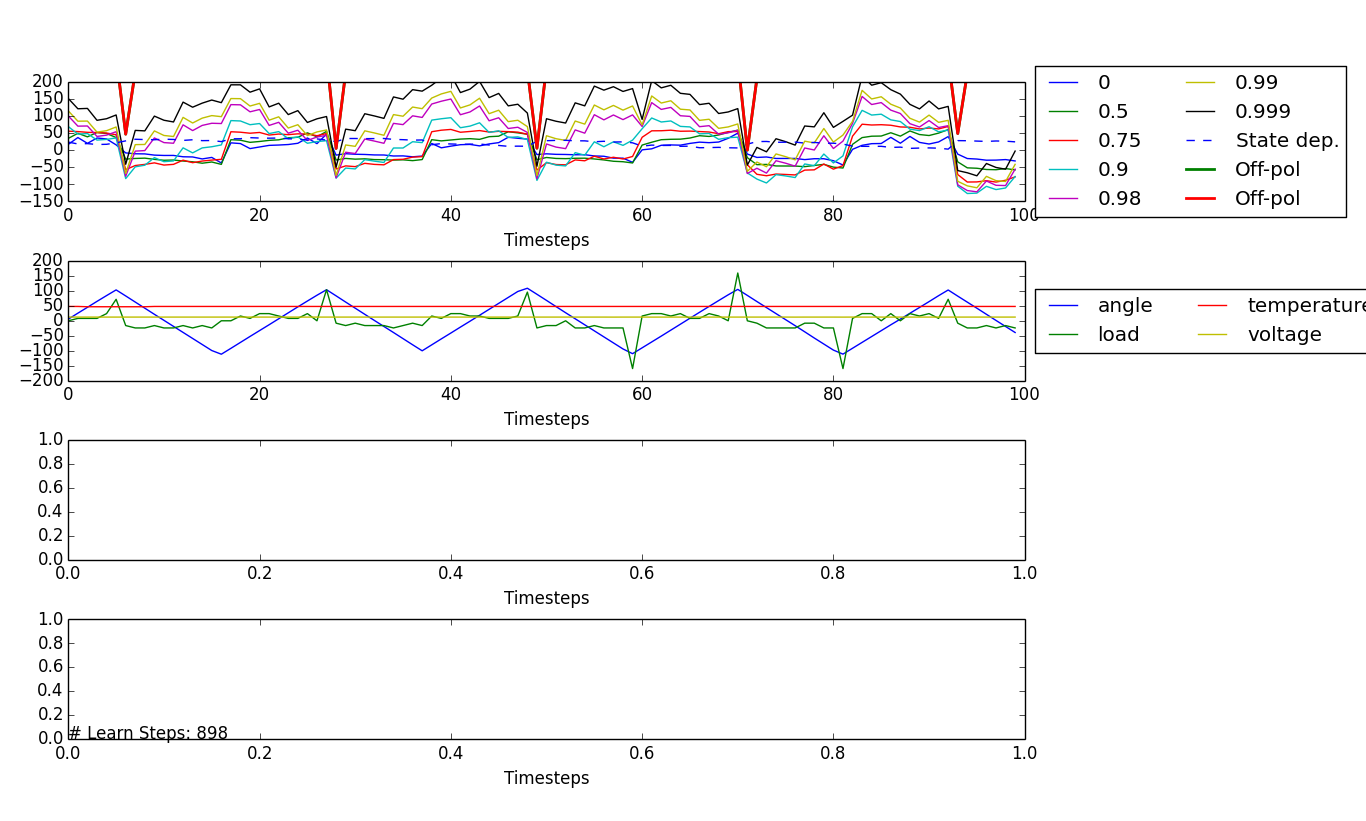 200
150
100
50
0
−50
−100
−150
0 20 40 60 80 100
Timesteps
0 0.99
0.5 0.999
0.75 State dep.
0.9 Off-pol
0.98 Off-pol
200
150
100
50
0
−50
−100
−150
−200
0 20 40 60 80 100
Timesteps
angle temperature
load voltage
1.0
0.8
0.6
0.4
0.2
0.0
0.0 0.2 0.4 0.6 0.8 1.0
Timesteps
1.0
0.8
0.6
0.4
0.2
0.0 # Learn Steps: 898
0.0 0.2 0.4 0.6 0.8 1.0
Timesteps